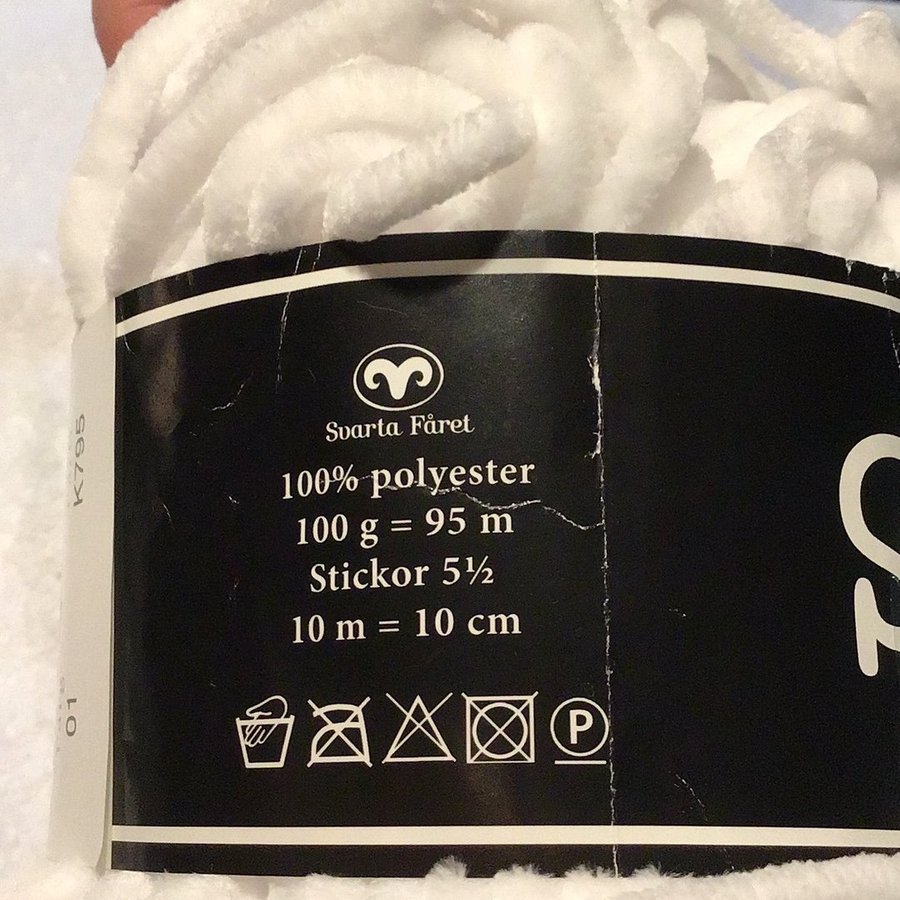 Svarta Fåret
100% polyester
100 g = 95 m
Stickor 5½
10 m = 10 cm
P
K795
01